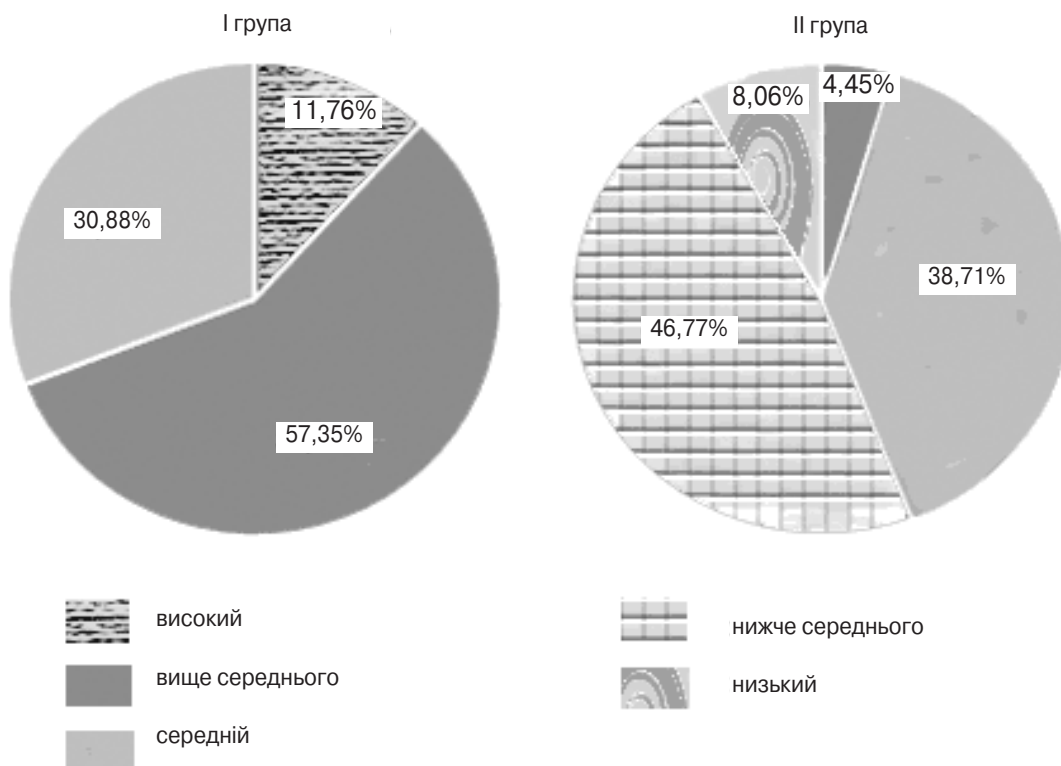 I група
II група
11,76%
30,88%
57,35%
8,06%
4,45%
38,71%
46,77%
високий
вище середнього
середній
нижче середнього
низький